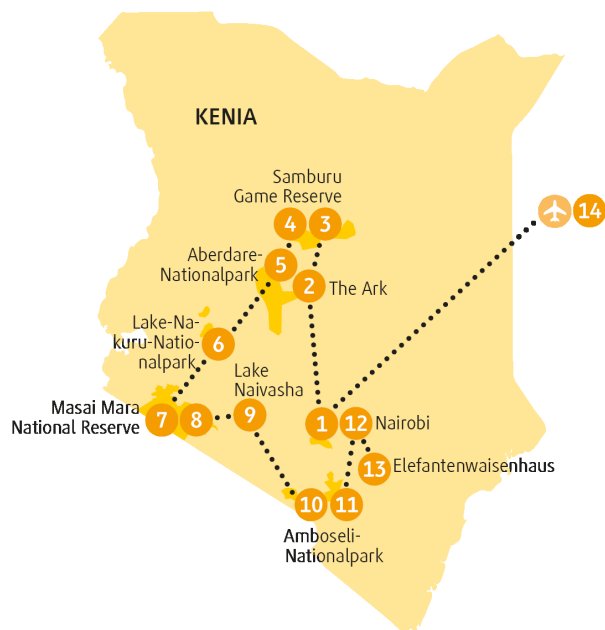 KENIA
Samburu
Game Reserve
4 3
14
Aberdare-
Nationalpark
5
2
The Ark
Lake-Na-
kuru-Natio-
nalpark
6
Lake
Naivasha
Masai Mara
National Reserve
7 8
9
1 12
Nairobi
13
Elefantenwaisenhaus
10 11
Amboseli-
Nationalpark